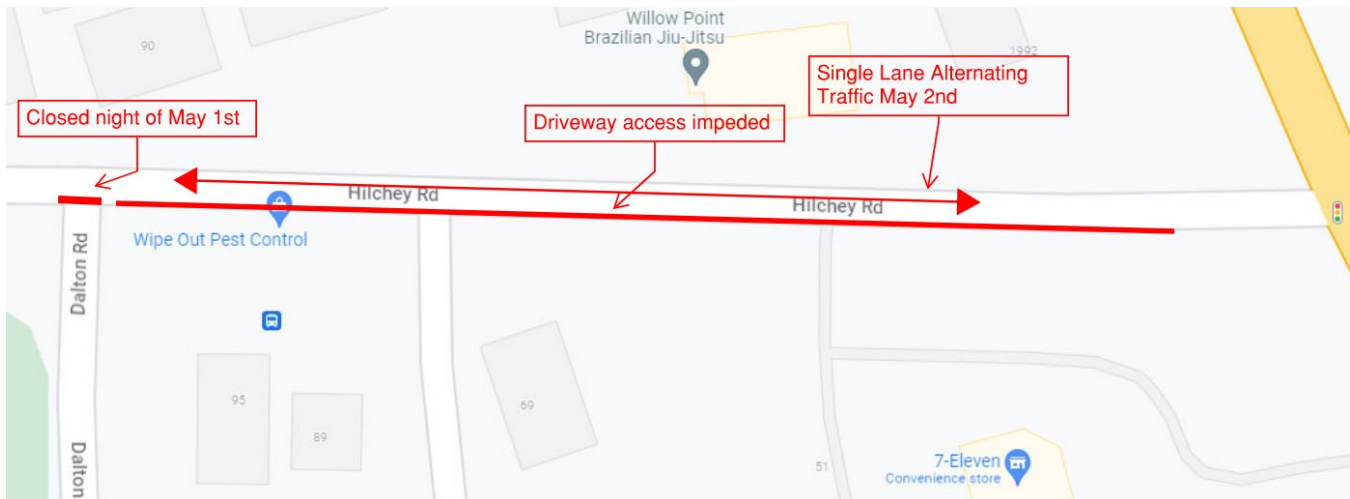 Willow Point
Brazilian Jiu-Jitsu
90
1992
Single Lane Alternating
Traffic May 2nd
Closed night of May 1st
Driveway access impeded
Hilchey Rd
Hilchey Rd
Wipe Out Pest Control
Dalton Rd
95
89
69
51
Dalton
7-Eleven
Convenience store